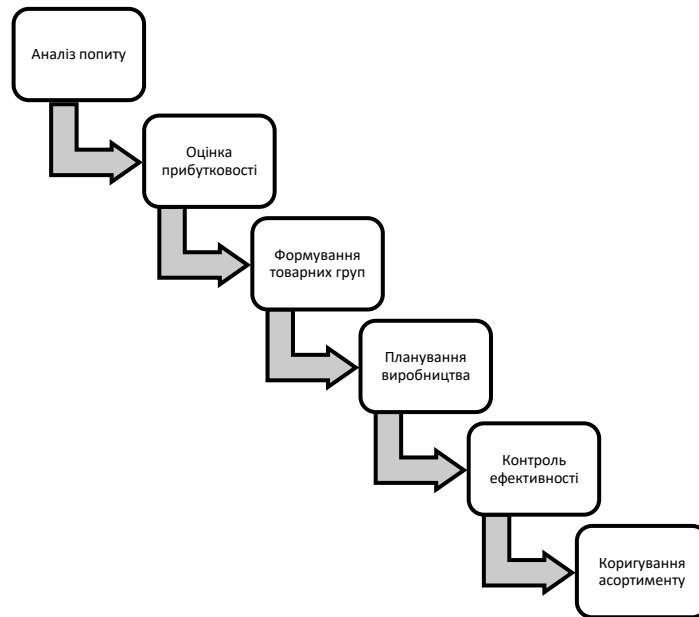 Аналіз попиту
Оцінка
прибутковості
Формування
товарних груп
Планування
виробництва
Контроль
ефективності
Коригування
асортименту